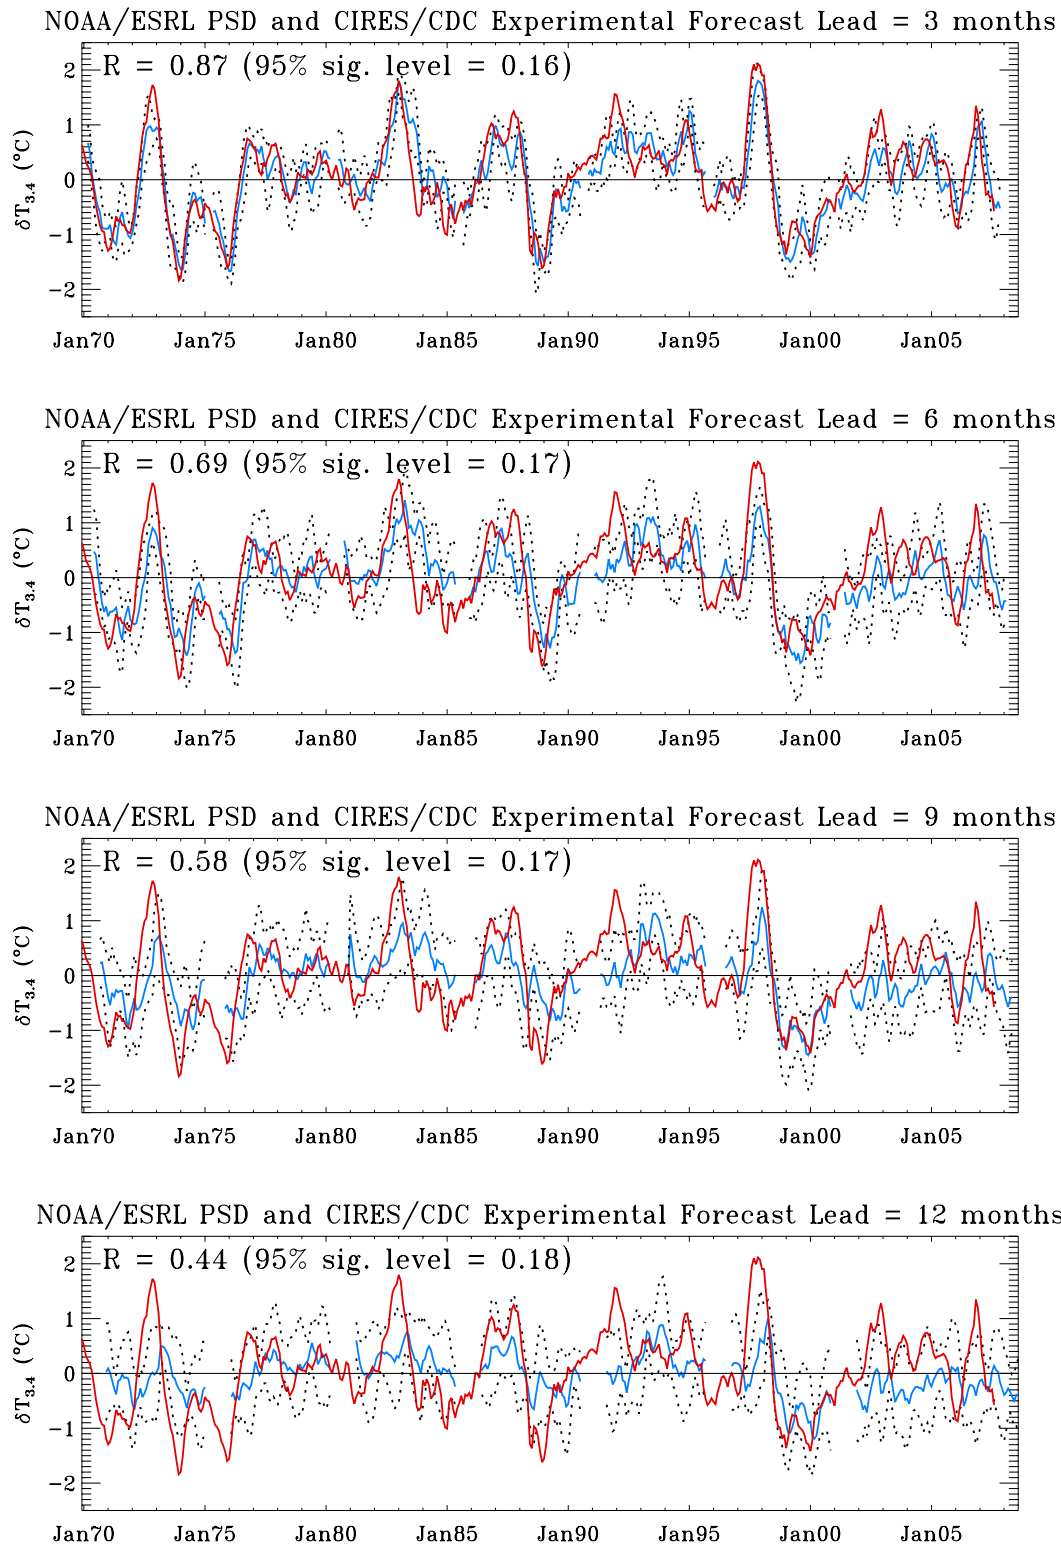 NOAA/ESRL PSD and CIRES/CDC Experimental Forecast Lead = 3 months
R = 0.87 (95% sig. level = 0.16)
δT3.4 (°C)
2
1
0
−1
−2
Jan70 Jan75 Jan80 Jan85 Jan90 Jan95 Jan00 Jan05
NOAA/ESRL PSD and CIRES/CDC Experimental Forecast Lead = 6 months
R = 0.69 (95% sig. level = 0.17)
δT3.4 (°C)
2
1
0
−1
−2
Jan70 Jan75 Jan80 Jan85 Jan90 Jan95 Jan00 Jan05
NOAA/ESRL PSD and CIRES/CDC Experimental Forecast Lead = 9 months
R = 0.58 (95% sig. level = 0.17)
δT3.4 (°C)
2
1
0
−1
−2
Jan70 Jan75 Jan80 Jan85 Jan90 Jan95 Jan00 Jan05
NOAA/ESRL PSD and CIRES/CDC Experimental Forecast Lead = 12 months
R = 0.44 (95% sig. level = 0.18)
δT3.4 (°C)
2
1
0
−1
−2
Jan70 Jan75 Jan80 Jan85 Jan90 Jan95 Jan00 Jan05